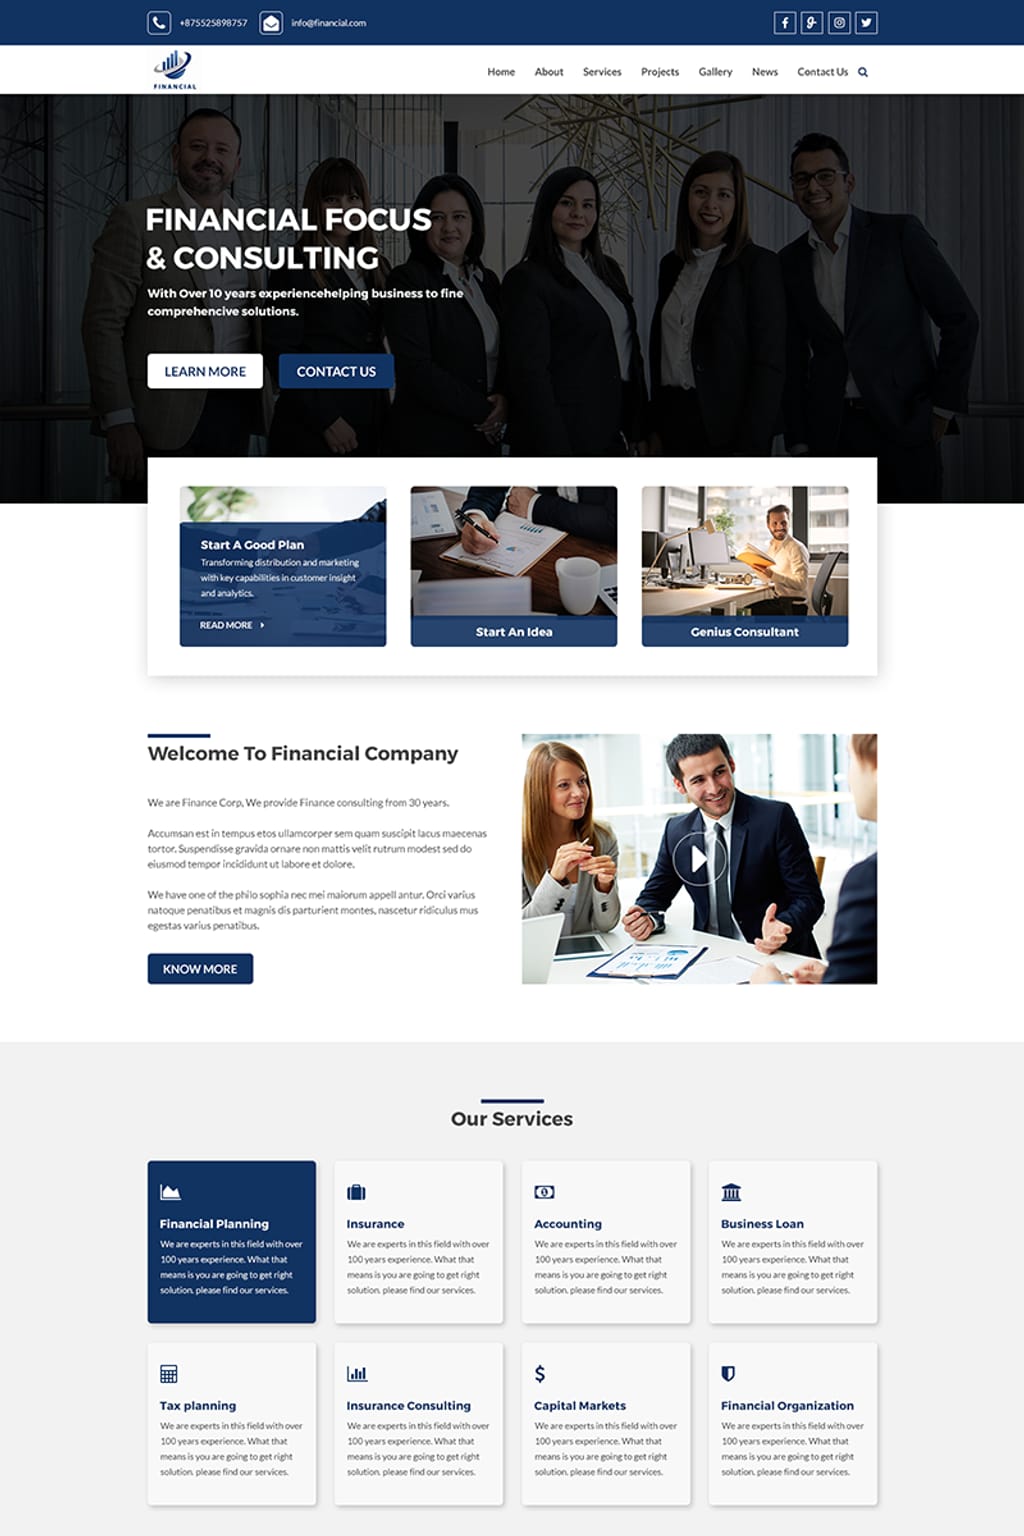 +875525898757
info@financial.com
FINANCIAL
Home
About
Services
Projects
Gallery
News
Contact Us
FINANCIAL FOCUS
& CONSULTING
With Over 10 years experiencehelping business to fine
comprehencive solutions.
LEARN MORE
CONTACT US
Start A Good Plan
Transforming distribution and marketing
with key capabilities in customer insight
and analytics.
READ MORE
Start An Idea
Genius Consultant
Welcome To Financial Company
We are Finance Corp, We provide Finance consulting from 30 years.
Accumsan est in tempus etos ullamcorper sem quam suscipit lacus maecenas
tortor. Suspendisse gravida ornare non mattis velit rutrum modest sed do
eiusmod tempor incididunt ut labore et dolore.
We have one of the philo sophia nec mei maiorum appell antur. Orci varius
natoque penatibus et magnis dis parturient montes, nascetur ridiculus mus
egestas varius penatibus.
KNOW MORE
Our Services
Financial Planning
We are experts in this field with over
100 years experience. What that
means is you are going to get right
solution. please find our services.
Insurance
We are experts in this field with over
100 years experience. What that
means is you are going to get right
solution. please find our services.
Accounting
We are experts in this field with over
100 years experience. What that
means is you are going to get right
solution. please find our services.
Business Loan
We are experts in this field with over
100 years experience. What that
means is you are going to get right
solution. please find our services.
Tax planning
We are experts in this field with over
100 years experience. What that
means is you are going to get right
solution. please find our services.
Insurance Consulting
We are experts in this field with over
100 years experience. What that
means is you are going to get right
solution. please find our services.
Capital Markets
We are experts in this field with over
100 years experience. What that
means is you are going to get right
solution. please find our services.
Financial Organization
We are experts in this field with over
100 years experience. What that
means is you are going to get right
solution. please find our services.